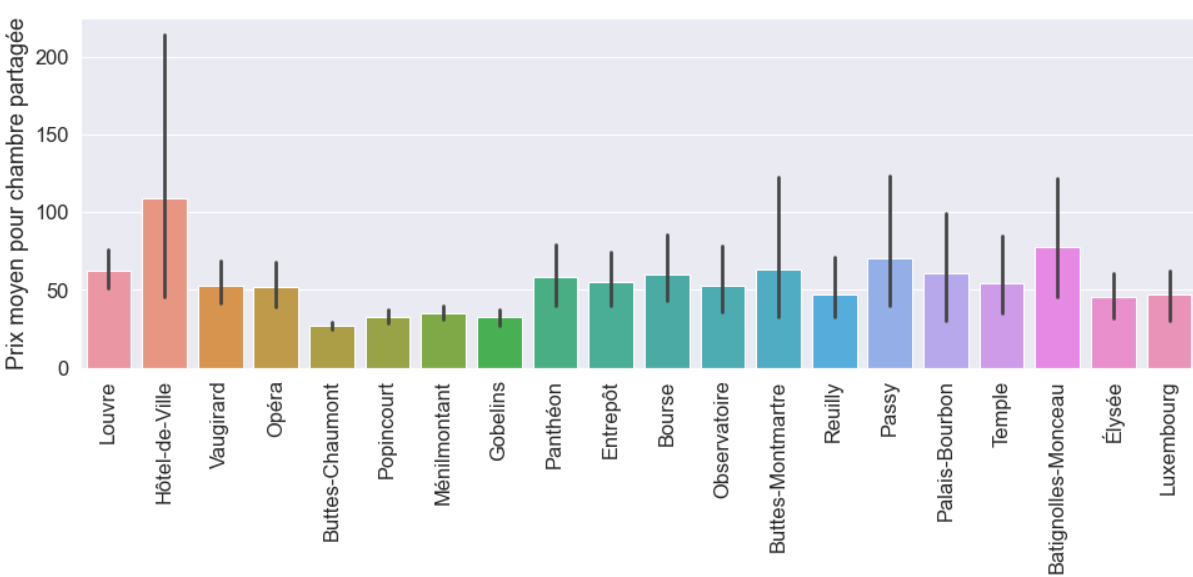 Prix moyen pour chambre partagée
200
150
100
50
0
Louvre
Hôtel-de-Ville
Vaugirard
Opéra
Buttes-Chaumont
Popincourt
Ménilmontant
Gobelins
Panthéon
Entrepôt
Bourse
Observatoire
Buttes-Montmartre
Reuilly
Passy
Palais-Bourbon
Temple
Batignolles-Monceau
Élysée
Luxembourg